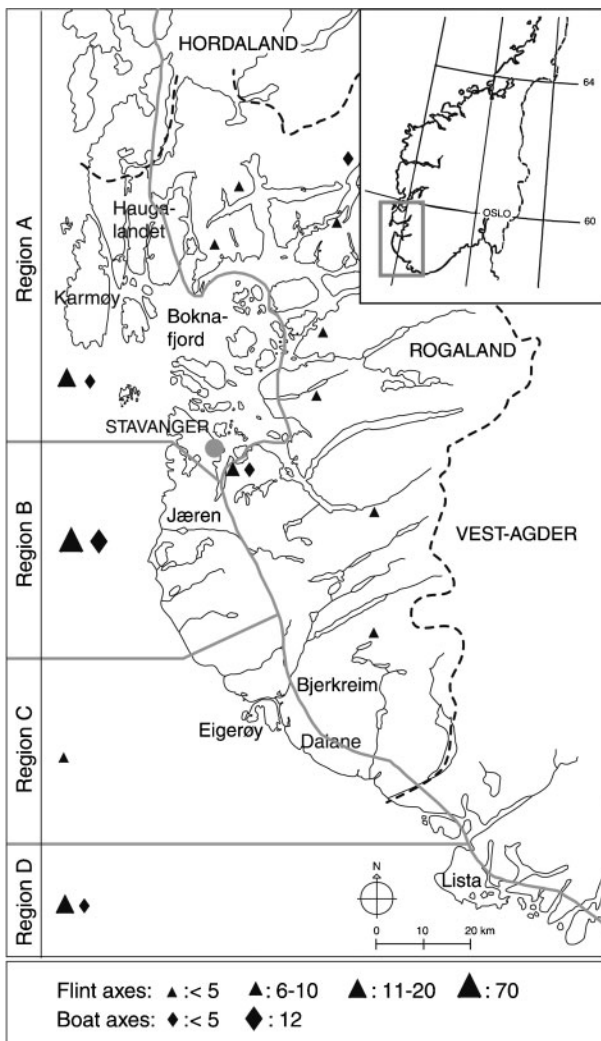 HORDALAND
64
60
OSLO
Region A
Hauga-
landet
Karmøy
Bokna-
fjord
ROGALAND
STAVANGER
Region B
Jæren
VEST-AGDER
Bjerkreim
Region C
Eigerøy
Dalane
Region D
Lista
N
0 10 20 km
Flint axes: ▲:< 5 ▲: 6-10 ▲: 11-20 ▲: 70
Boat axes: ♦:< 5 ♦: 12